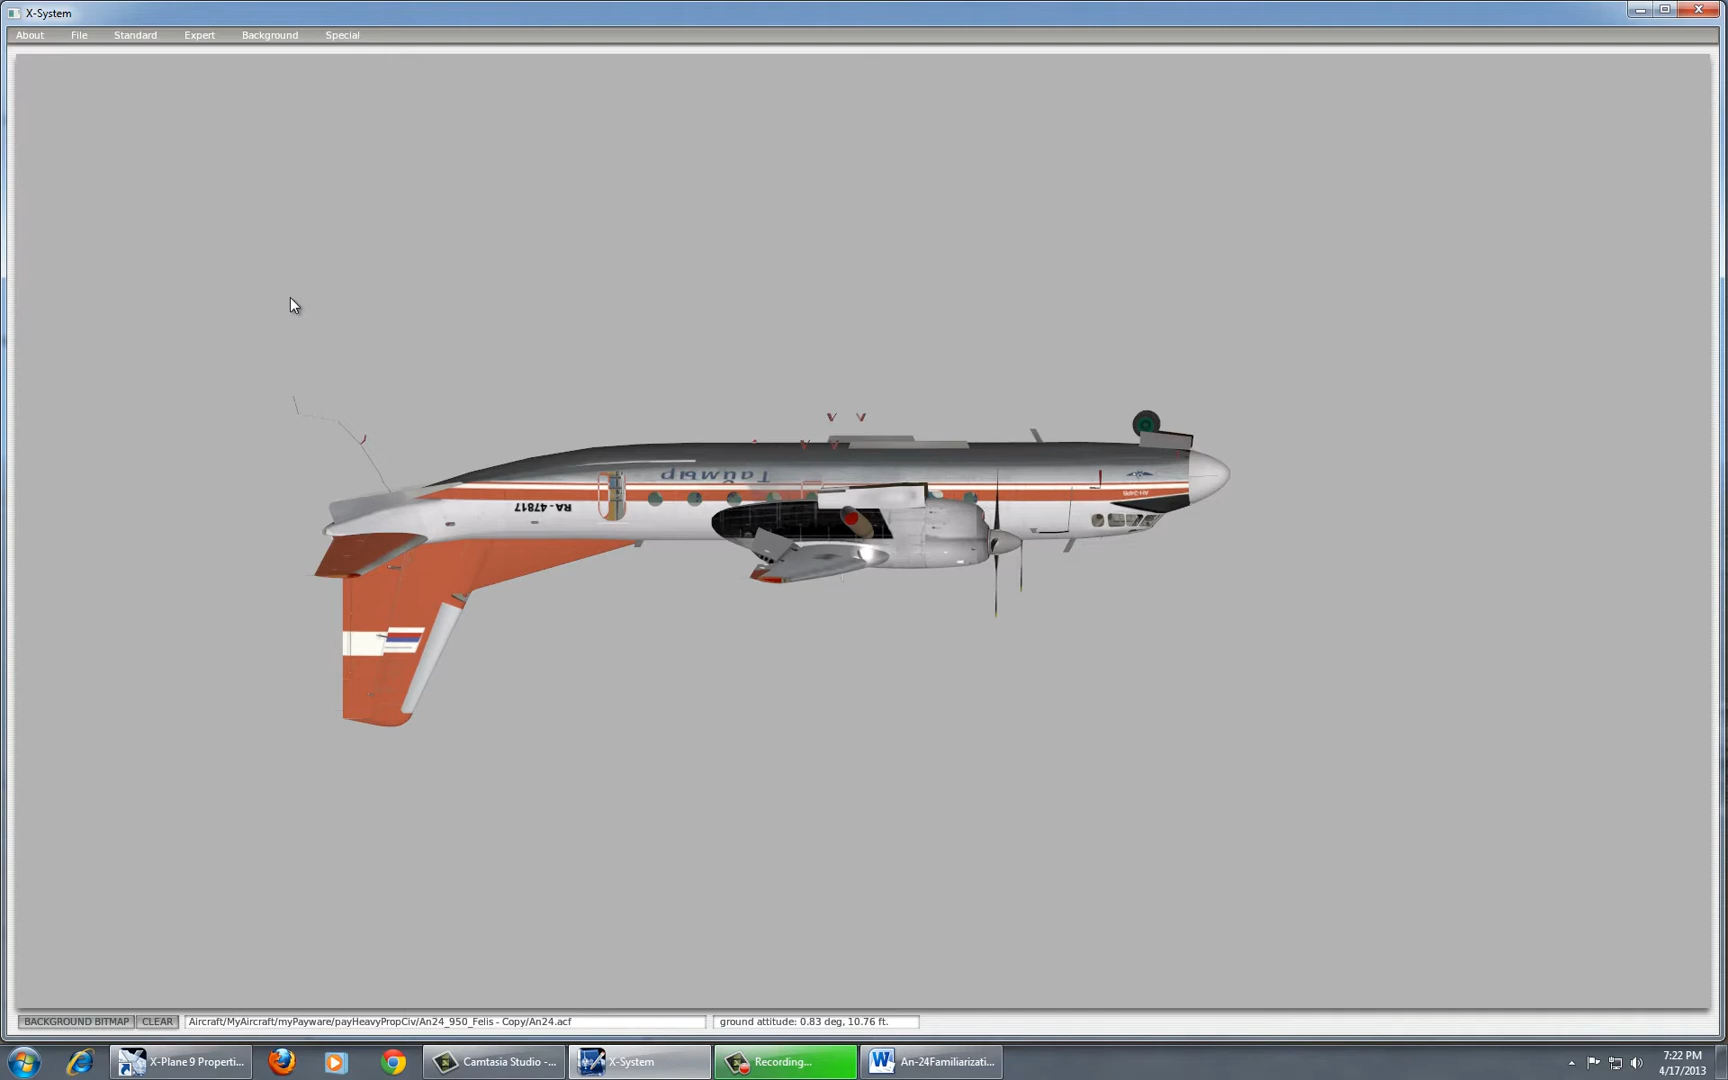 X-System
About File Standard Expert Background Special
Таймыр
RA-47817
BACKGROUND BITMAP CLEAR Aircraft/MyAircraft/myPayware/payHeavyPropCiv/An24_950_Felis - Copy/An24.acf ground attitude: 0.83 deg, 10.76 ft.
X-Plane 9 Properti... Camtasia Studio -... X-System Recording... An-24Familiarizati... 7:22 PM
4/17/2013